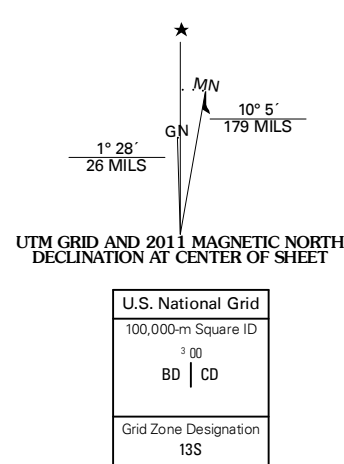 MN
GN
10° 5´
179 MILS
1° 28´
26 MILS
UTM GRID AND 2011 MAGNETIC NORTH
DECLINATION AT CENTER OF SHEET
U.S. National Grid
100,000-m Square ID
3 00
BD CD
Grid Zone Designation
13S